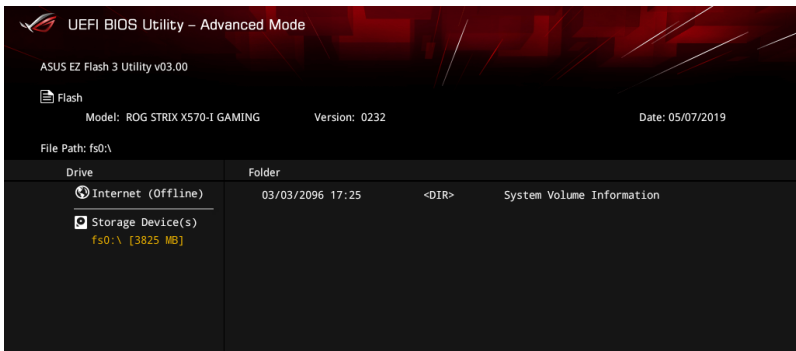 UEFI BIOS Utility – Advanced Mode
ASUS EZ Flash 3 Utility v03.00
Flash
Model: ROG STRIX X570-I GAMING Version: 0232 Date: 05/07/2019
File Path: fs0:\
Drive Folder
Internet (Offline) 03/03/2096 17:25 <DIR> System Volume Information
Storage Device(s)
fs0:\ [3825 MB]